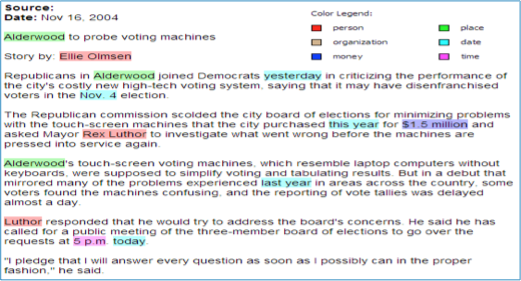 Source:
Date: Nov 16, 2004
Color Legend:
person
place
organization
date
money
time
Alderwood to probe voting machines
Story by: Ellie Olmsen
Republicans in Alderwood joined Democrats yesterday in criticizing the performance of
the city's costly new high-tech voting system, saying that it may have disenfranchised
voters in the Nov. 4 election.
The Republican commission scolded the city board of elections for minimizing problems
with the touch-screen machines that the city purchased this year for $1.5 million and
asked Mayor Rex Luthor to investigate what went wrong before the machines are
pressed into service again.
Alderwood's touch-screen voting machines, which resemble laptop computers without
keyboards, were supposed to simplify voting and tabulating results. But in a debut that
mirrored many of the problems experienced last year in areas across the country, some
voters found the machines confusing, and the reporting of vote tallies was delayed
almost a day.
Luthor responded that he would try to address the board's concerns. He said he has
called for a public meeting of the three-member board of elections to go over the
requests at 5 p.m. today.
"I pledge that I will answer every question as soon as I possibly can in the proper
fashion," he said.